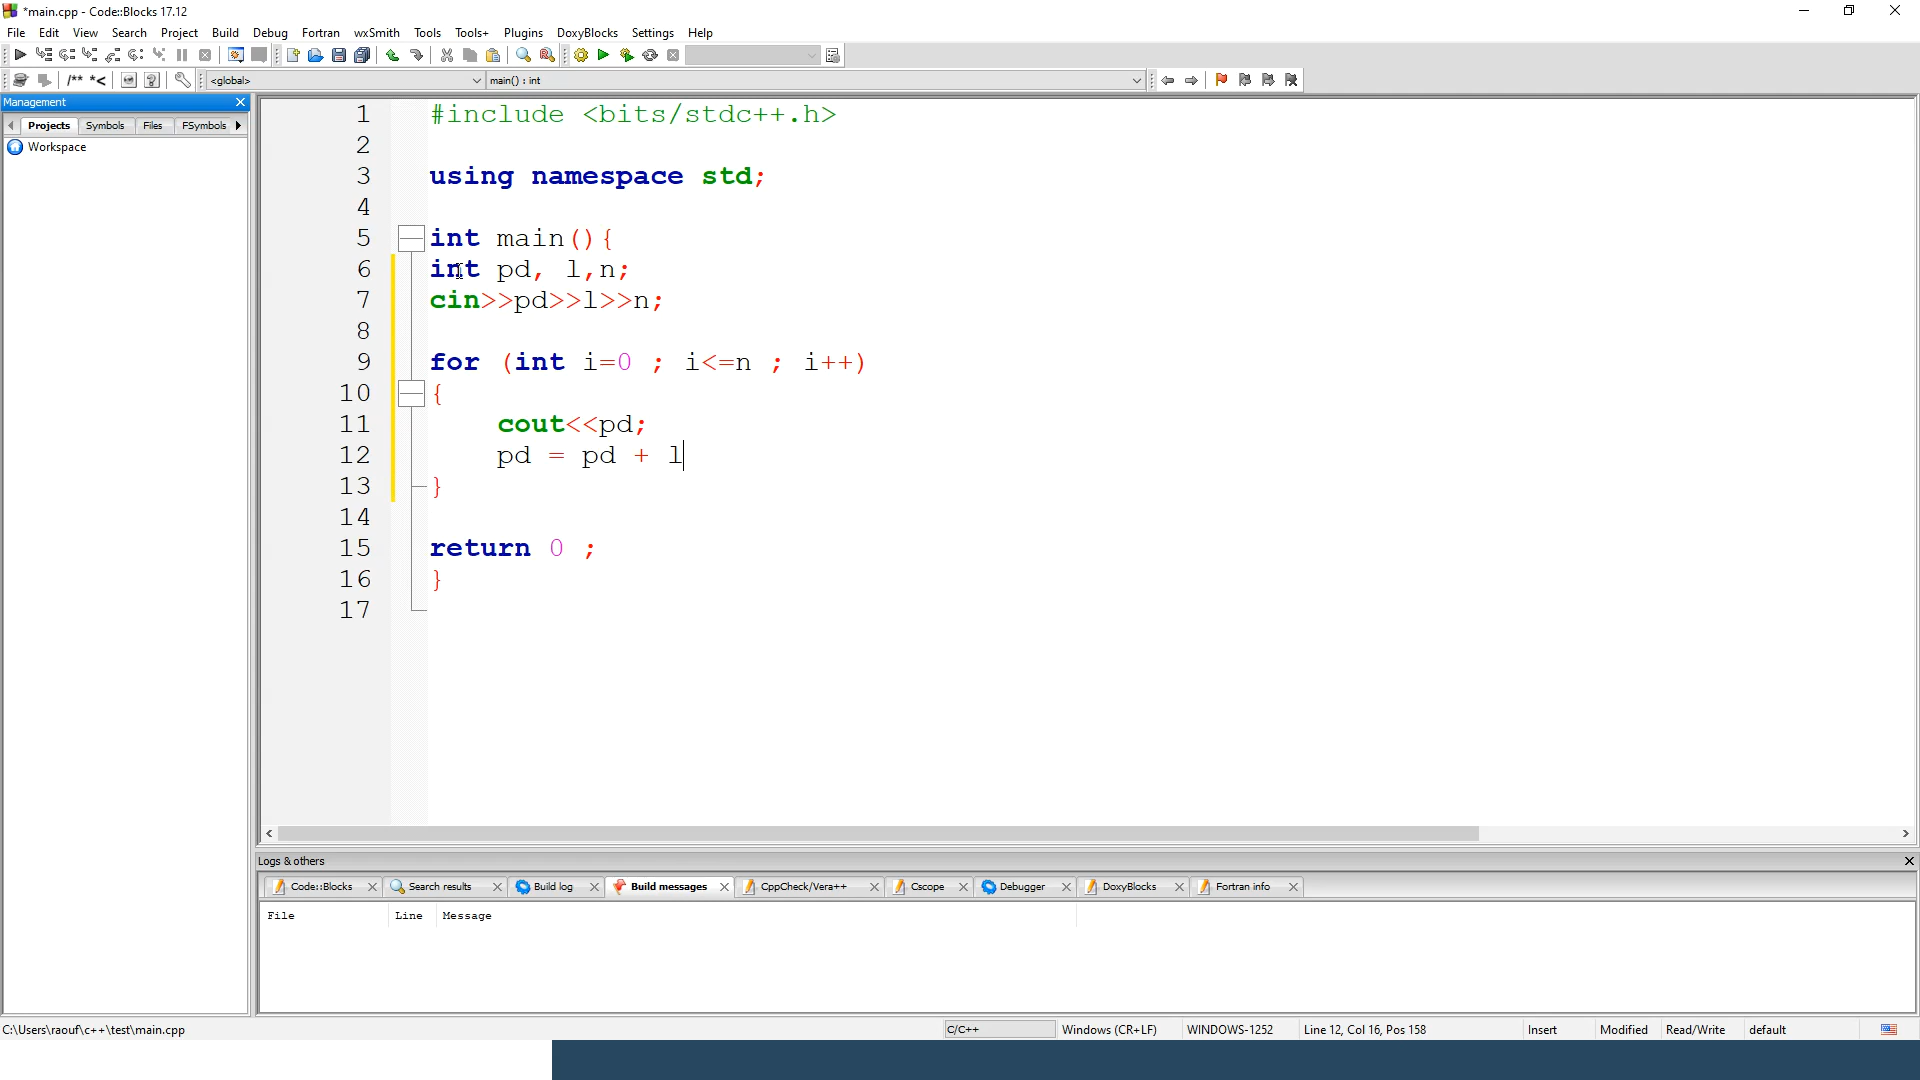 *main.cpp - Code::Blocks 17.12
File Edit View Search Project Build Debug Fortran wxSmith Tools Tools+ Plugins DoxyBlocks Settings Help
/** *< <global> main() : int
Management
Projects Symbols Files FSymbols
Workspace
1 #include <bits/stdc++.h>
2
3 using namespace std;
4
5 int main(){
6 int pd, l,n;
7 cin>>pd>>l>>n;
8
9 for (int i=0 ; i<=n ; i++)
10 {
11 cout<<pd;
12 pd = pd + l
13 }
14
15 return 0 ;
16 }
17
Logs & others
Code::Blocks Search results Build log Build messages CppCheck/Vera++ Cscope Debugger DoxyBlocks Fortran info
File Line Message
C:\Users\raouf\c++\test\main.cpp C/C++ Windows (CR+LF) WINDOWS-1252 Line 12, Col 16, Pos 158 Insert Modified Read/Write default